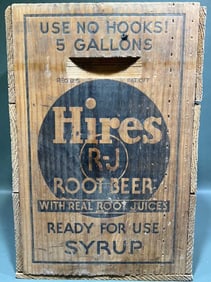 USE NO HOOKS!
5 GALLONS
Hires
R-J
ROOT BEER
WITH REAL ROOT JUICES
READY FOR USE
SYRUP